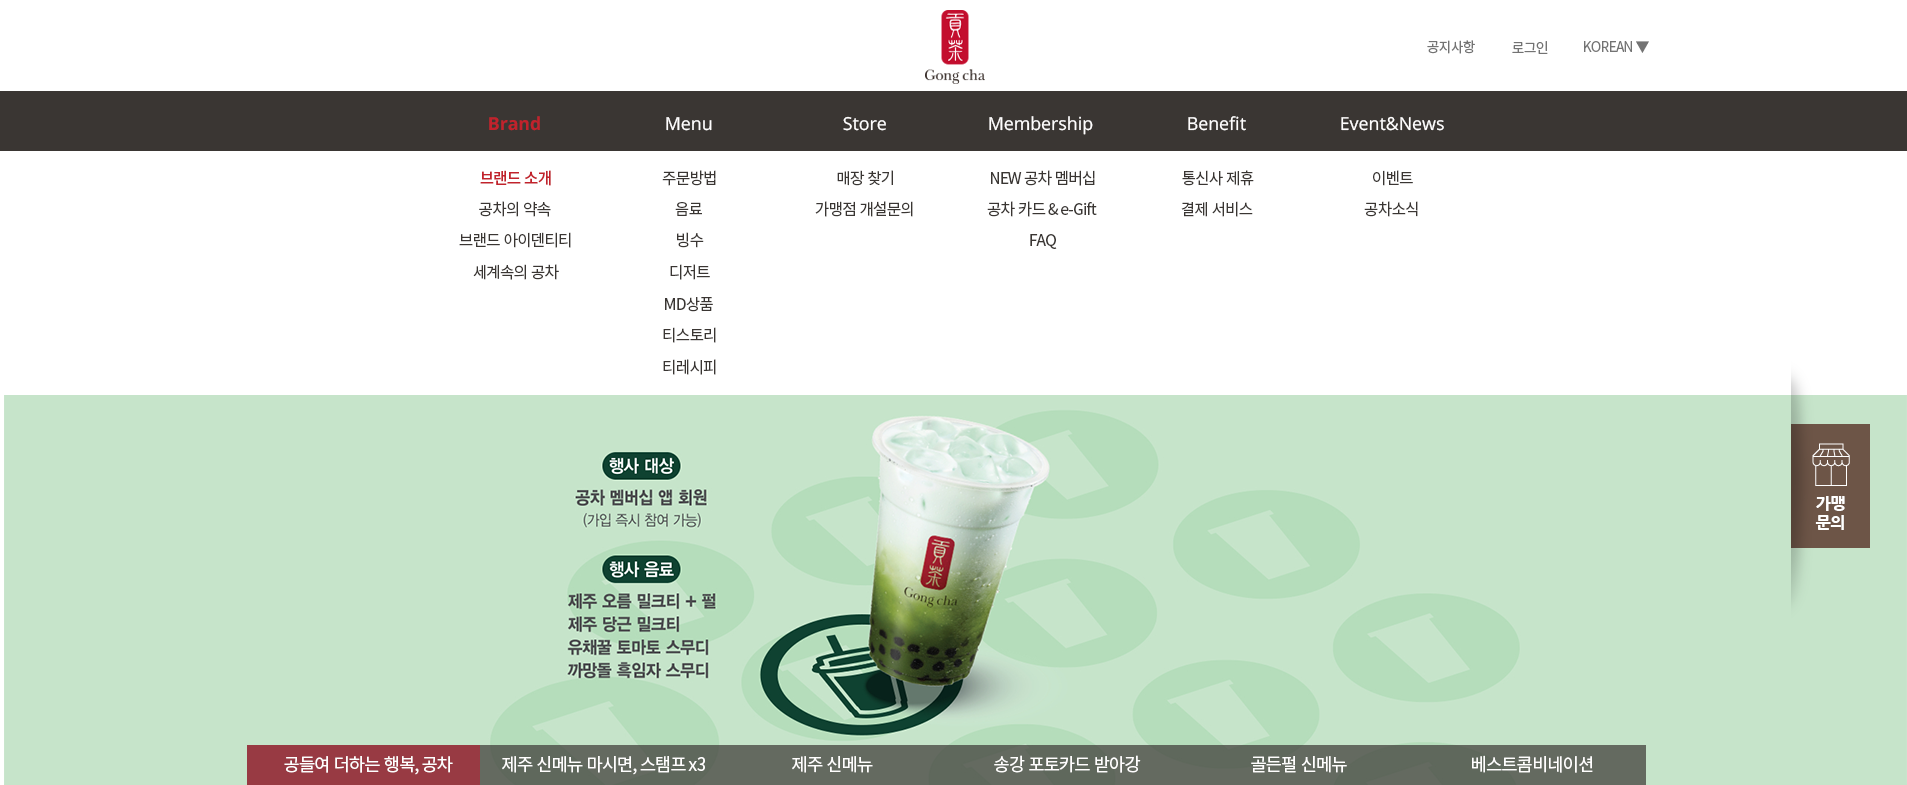 貢茶
Gong cha
공지사항
로그인
KOREAN ▼
Brand
Menu
Store
Membership
Benefit
Event&News
브랜드 소개
공차의 약속
브랜드 아이덴티티
세계속의 공차
주문방법
음료
빙수
디저트
MD상품
티스토리
티레시피
매장 찾기
가맹점 개설문의
NEW 공차 멤버십
공차 카드 & e-Gift
FAQ
통신사 제휴
결제 서비스
이벤트
공차소식
행사 대상
공차 멤버십 앱 회원
(가입 즉시 참여 가능)
행사 음료
제주 오름 밀크티 + 펄
제주 당근 밀크티
유채꿀 토마토 스무디
까망돌 흑임자 스무디
貢茶
Gong cha
가맹
문의
공들여 더하는 행복, 공차
제주 신메뉴 마시면, 스탬프 x3
제주 신메뉴
송강 포토카드 받아강
골든펄 신메뉴
베스트콤비네이션